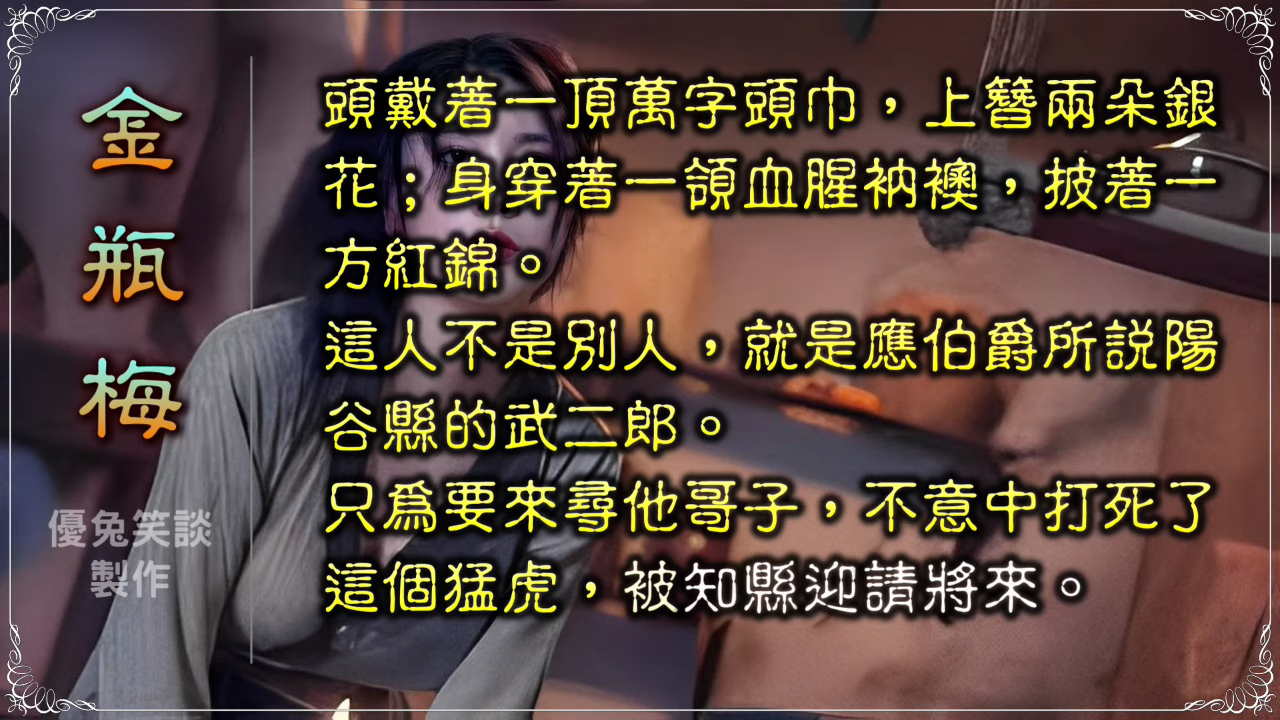 金瓶梅
優兔笑談
製作
頭戴著一頂萬字頭巾，上簪兩朵銀
花；身穿著一領血腥衲襖，披著一
方紅錦。
這人不是別人，就是應伯爵所說陽
谷縣的武二郎。
只爲要來尋他哥子，不意中打死了
這個猛虎，被知縣迎請將來。